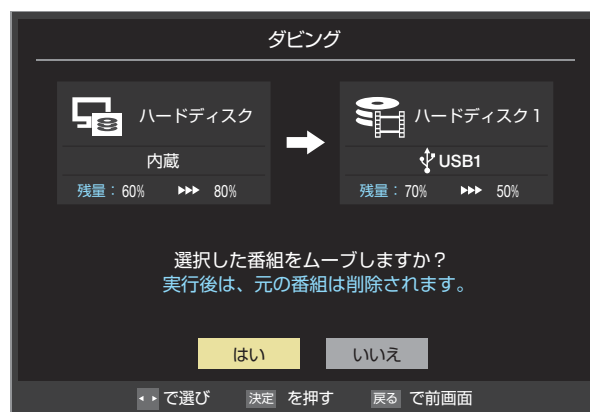 ダビング
ハードディスク
内蔵
残量：60% ▸▸▸ 80%
ハードディスク1
USB1
残量：70% ▸▸▸ 50%
選択した番組をムーブしますか？
実行後は、元の番組は削除されます。
はい いいえ
で選び 決定 を押す 戻る で前画面